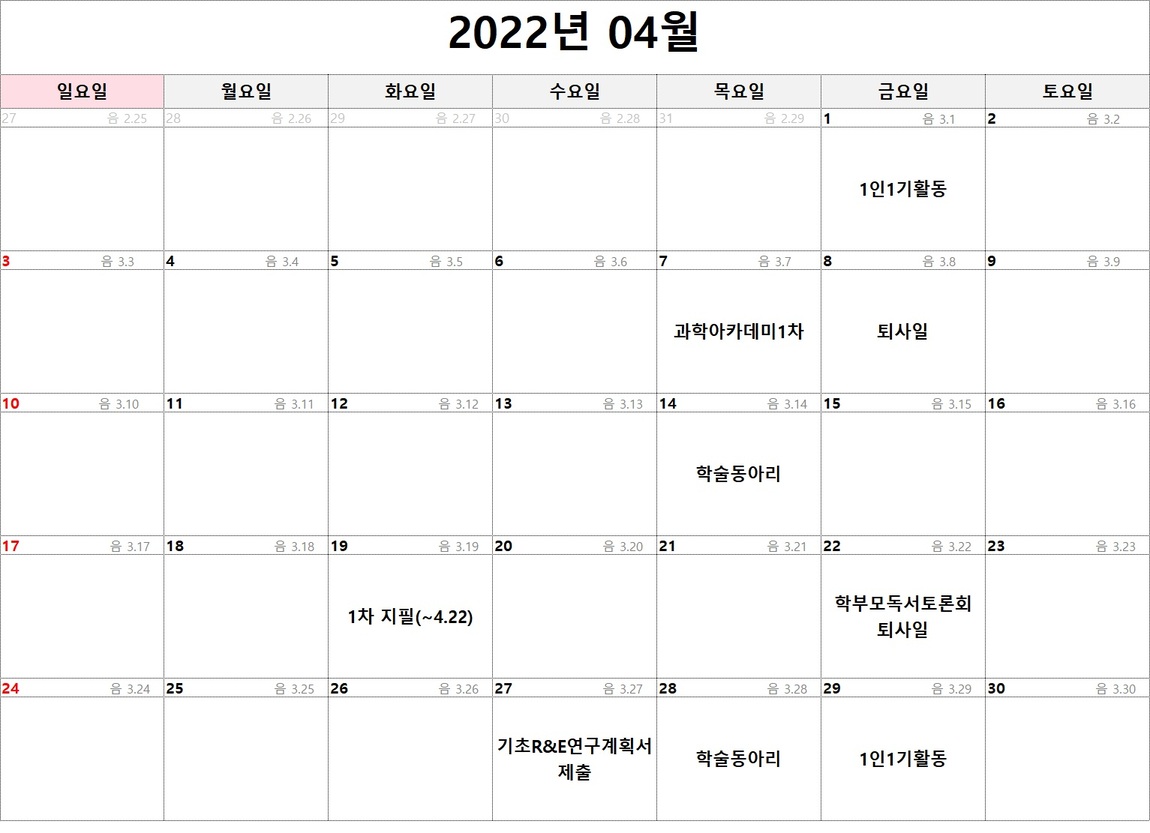 2022년 04월
일요일 월요일 화요일 수요일 목요일 금요일 토요일
27 음 2.25 28 음 2.26 29 음 2.27 30 음 2.28 31 음 2.29 1 음 3.1 2 음 3.2
1인1기활동
3 음 3.3 4 음 3.4 5 음 3.5 6 음 3.6 7 음 3.7 8 음 3.8 9 음 3.9
과학아카데미1차 퇴사일
10 음 3.10 11 음 3.11 12 음 3.12 13 음 3.13 14 음 3.14 15 음 3.15 16 음 3.16
학술동아리
17 음 3.17 18 음 3.18 19 음 3.19 20 음 3.20 21 음 3.21 22 음 3.22 23 음 3.23
1차 지필(~4.22) 학부모독서토론회
퇴사일
24 음 3.24 25 음 3.25 26 음 3.26 27 음 3.27 28 음 3.28 29 음 3.29 30 음 3.30
기초R&E연구계획서
제출 학술동아리 1인1기활동